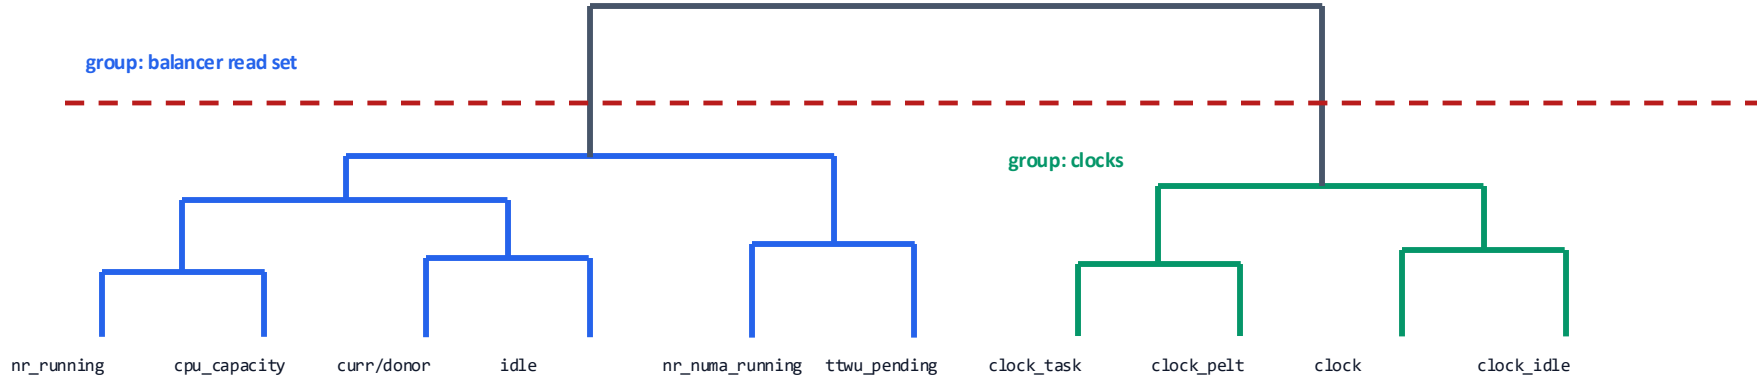 group: balancer read set
group: clocks
nr_running cpu_capacity curr/donor idle nr_numa_running ttwu_pending clock_task clock_pelt clock clock_idle